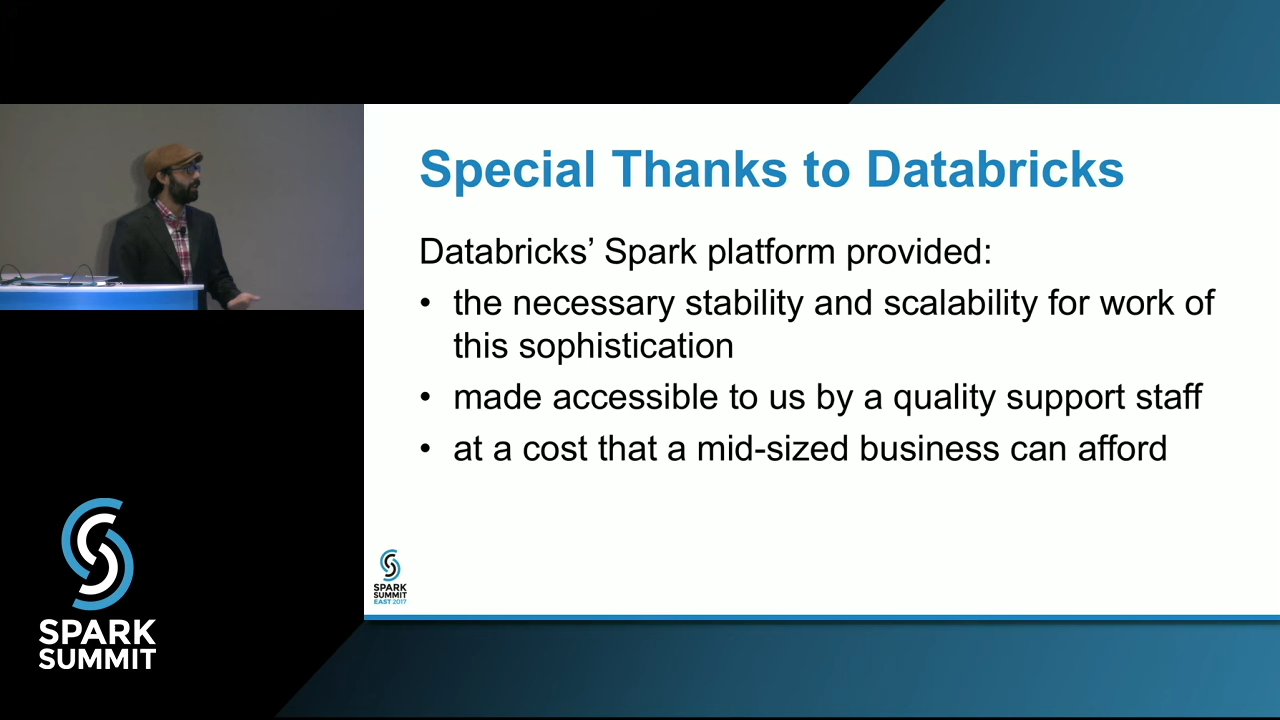 Special Thanks to Databricks
Databricks’ Spark platform provided:
• the necessary stability and scalability for work of
this sophistication
• made accessible to us by a quality support staff
• at a cost that a mid-sized business can afford
SPARK
SUMMIT
EAST 2017
SPARK
SUMMIT